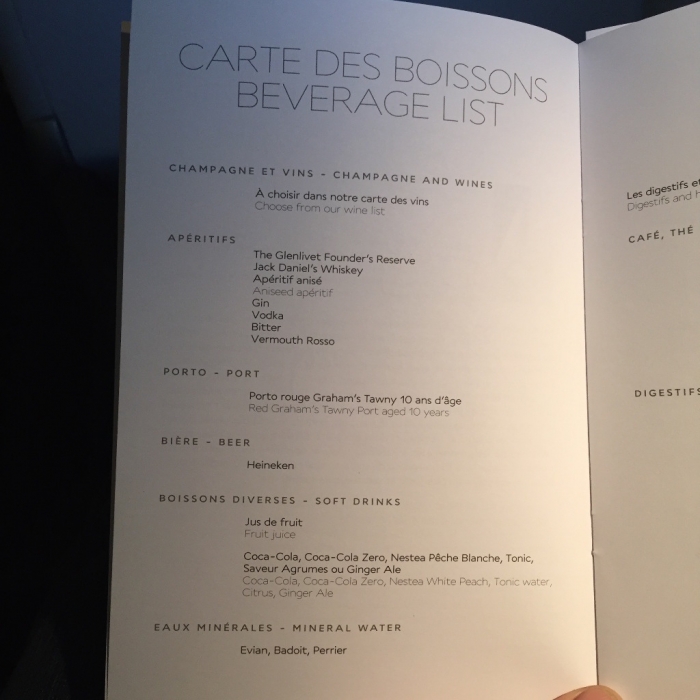 CARTE DES BOISSONS
BEVERAGE LIST
CHAMPAGNE ET VINS - CHAMPAGNE AND WINES
À choisir dans notre carte des vins
Choose from our wine list
APÉRITIFS
The Glenlivet Founder's Reserve
Jack Daniel's Whiskey
Apéritif anisé
Aniseed apéritif
Gin
Vodka
Bitter
Vermouth Rosso
PORTO - PORT
Porto rouge Graham's Tawny 10 ans d'âge
Red Graham's Tawny Port aged 10 years
BIÈRE - BEER
Heineken
BOISSONS DIVERSES - SOFT DRINKS
Jus de fruit
Fruit juice
Coca-Cola, Coca-Cola Zero, Nestea Pêche Blanche, Tonic,
Saveur Agrumes ou Ginger Ale
Coca-Cola, Coca-Cola Zero, Nestea White Peach, Tonic water,
Citrus, Ginger Ale
EAUX MINÉRALES - MINERAL WATER
Evian, Badoit, Perrier
Les digestifs
Digestifs and
CAFÉ, THÉ
DIGESTIFS